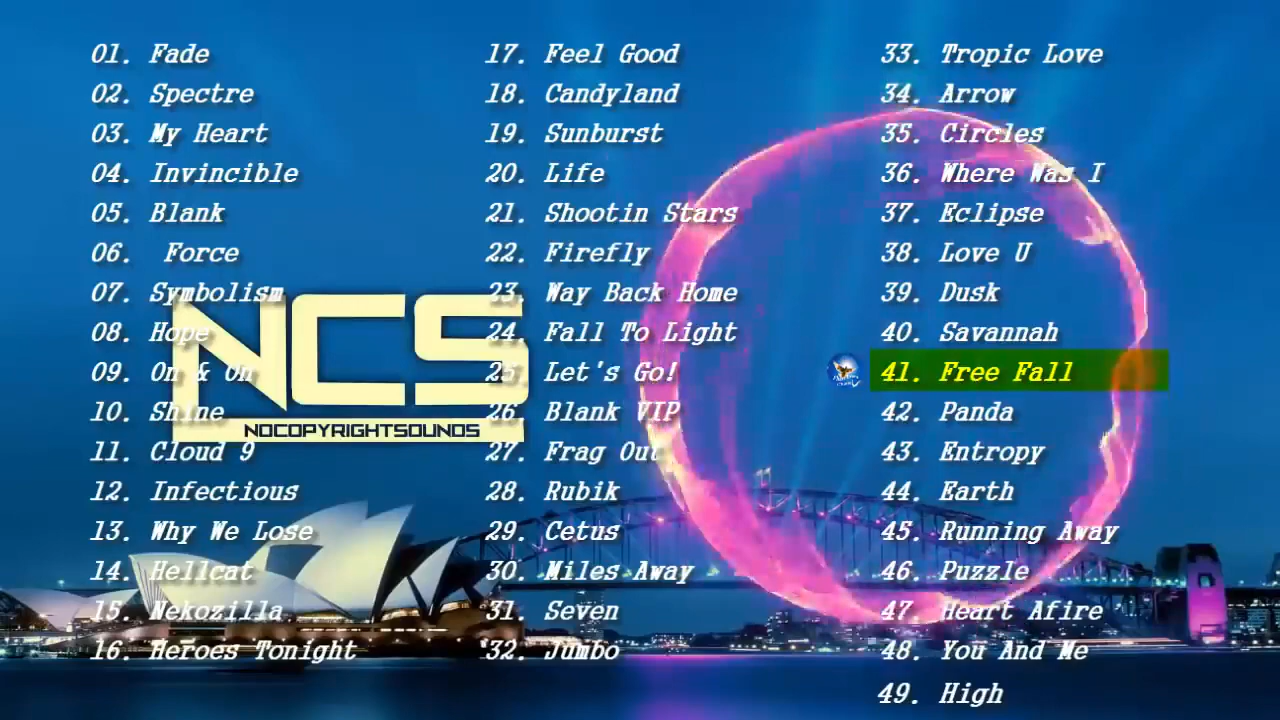 01. Fade
02. Spectre
03. My Heart
04. Invincible
05. Blank
06. Force
07. Symbolism
08. Hope
09. On & On
10. Shine
11. Cloud 9
12. Infectious
13. Why We Lose
14. Hellcat
15. Nekozilla
16. Heroes Tonight
17. Feel Good
18. Candyland
19. Sunburst
20. Life
21. Shootin Stars
22. Firefly
23. Way Back Home
24. Fall To Light
25. Let's Go!
26. Blank VIP
27. Frag Out
28. Rubik
29. Cetus
30. Miles Away
31. Seven
32. Jumbo
33. Tropic Love
34. Arrow
35. Circles
36. Where Was I
37. Eclipse
38. Love U
39. Dusk
40. Savannah
41. Free Fall
42. Panda
43. Entropy
44. Earth
45. Running Away
46. Puzzle
47. Heart Afire
48. You And Me
49. High
NCS
NOCOPYRIGHTSOUNDS